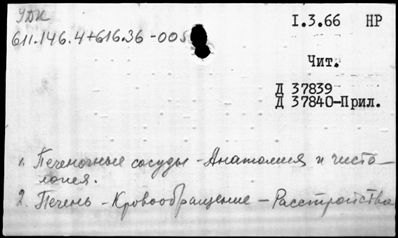 УДК
611.146.4+616.36-005
I.3.66 НР
Чит.
Д 37839
Д 37840-Прил.
1. Печеночные сосуды - Анатомия и гисто-
логия.
2. Печень - Кровообращение - Расстройства